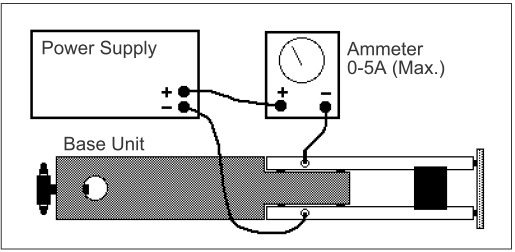 Power Supply
+
−
Ammeter
0-5A (Max.)
+ −
Base Unit